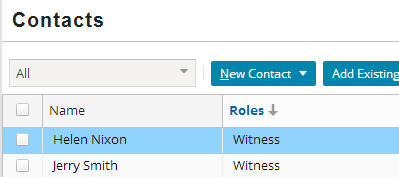 Contacts
All New Contact Add Existing
Name Roles
Helen Nixon Witness
Jerry Smith Witness